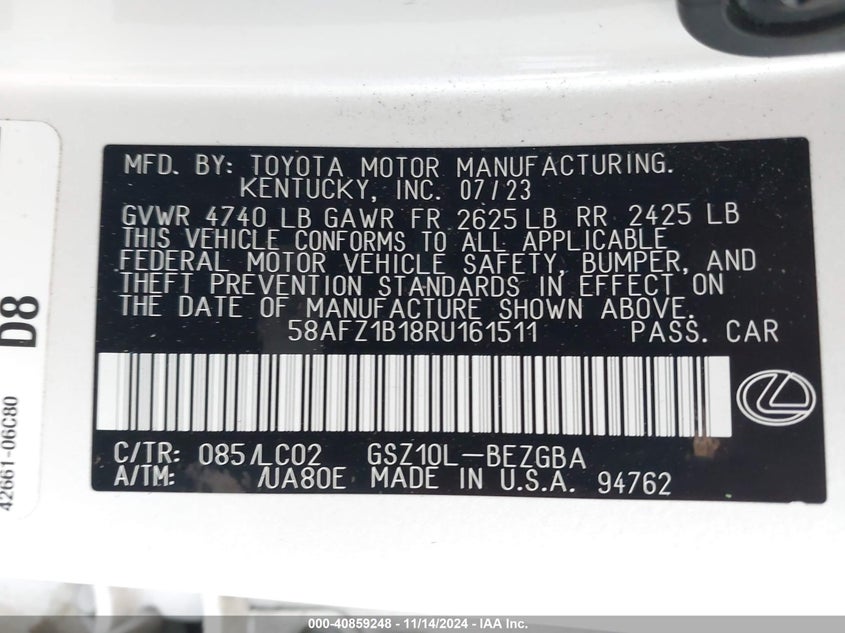 MFD. BY: TOYOTA MOTOR MANUFACTURING.
KENTUCKY, INC. 07/23
GVWR 4740 LB GAWR FR 2625 LB RR 2425 LB
THIS VEHICLE CONFORMS TO ALL APPLICABLE
FEDERAL MOTOR VEHICLE SAFETY, BUMPER, AND
THEFT PREVENTION STANDARDS IN EFFECT ON
THE DATE OF MANUFACTURE SHOWN ABOVE.
58AFZ1B18RU161511 PASS. CAR
C/TR: 085/LC02 GSZ10L-BEZGBA
A/TM: /UA80E MADE IN U.S.A. 94762
D8
42661-06C80
000-40859248 - 11/14/2024 - IAA Inc.